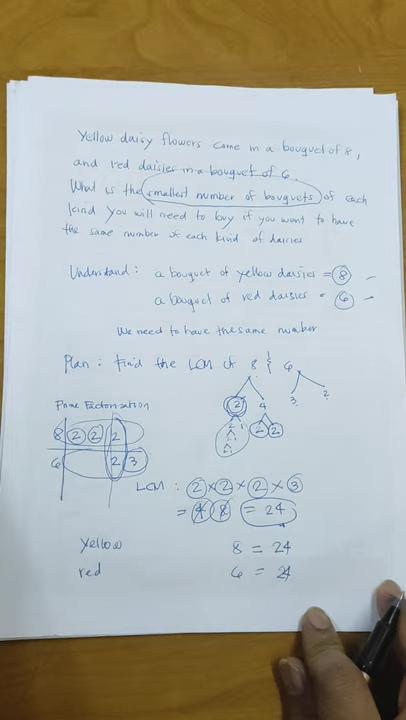 Yellow daisy flowers come in a bouquet of 8,
and red daisies in a bouquet of 6.
What is the smallest number of bouquets of each
kind you will need to buy if you want to have
the same number of each kind of daisies
Understand: a bouquet of yellow daisies = 8
a bouquet of red daisies = 6
We need to have the same number
Plan: Find the LCM of 8 & 6
2 4 3 2
Prime Factorization
2 1 2 2
8 2 2 2
6 2 3
LCM: 2 x 2 x 2 x 3
= 4 8 = 24
yellow 8 = 24
red 6 = 24